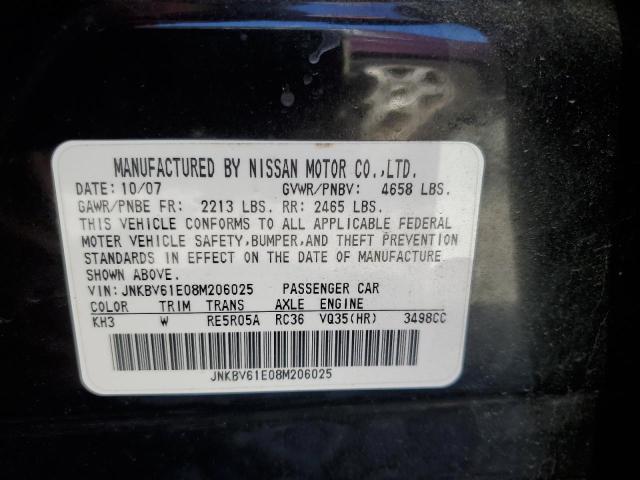 MANUFACTURED BY NISSAN MOTOR CO.,LTD.
DATE: 10/07 GVWR/PNBV: 4658 LBS.
GAWR/PNBE FR: 2213 LBS. RR: 2465 LBS.
THIS VEHICLE CONFORMS TO ALL APPLICABLE FEDERAL
MOTER VEHICLE SAFETY,BUMPER,AND THEFT PREVENTION
STANDARDS IN EFFECT ON THE DATE OF MANUFACTURE
SHOWN ABOVE.
VIN: JNKBV61E08M206025 PASSENGER CAR
COLOR TRIM TRANS AXLE ENGINE
KH3 W RE5R05A RC36 VQ35(HR) 3498CC
JNKBV61E08M206025